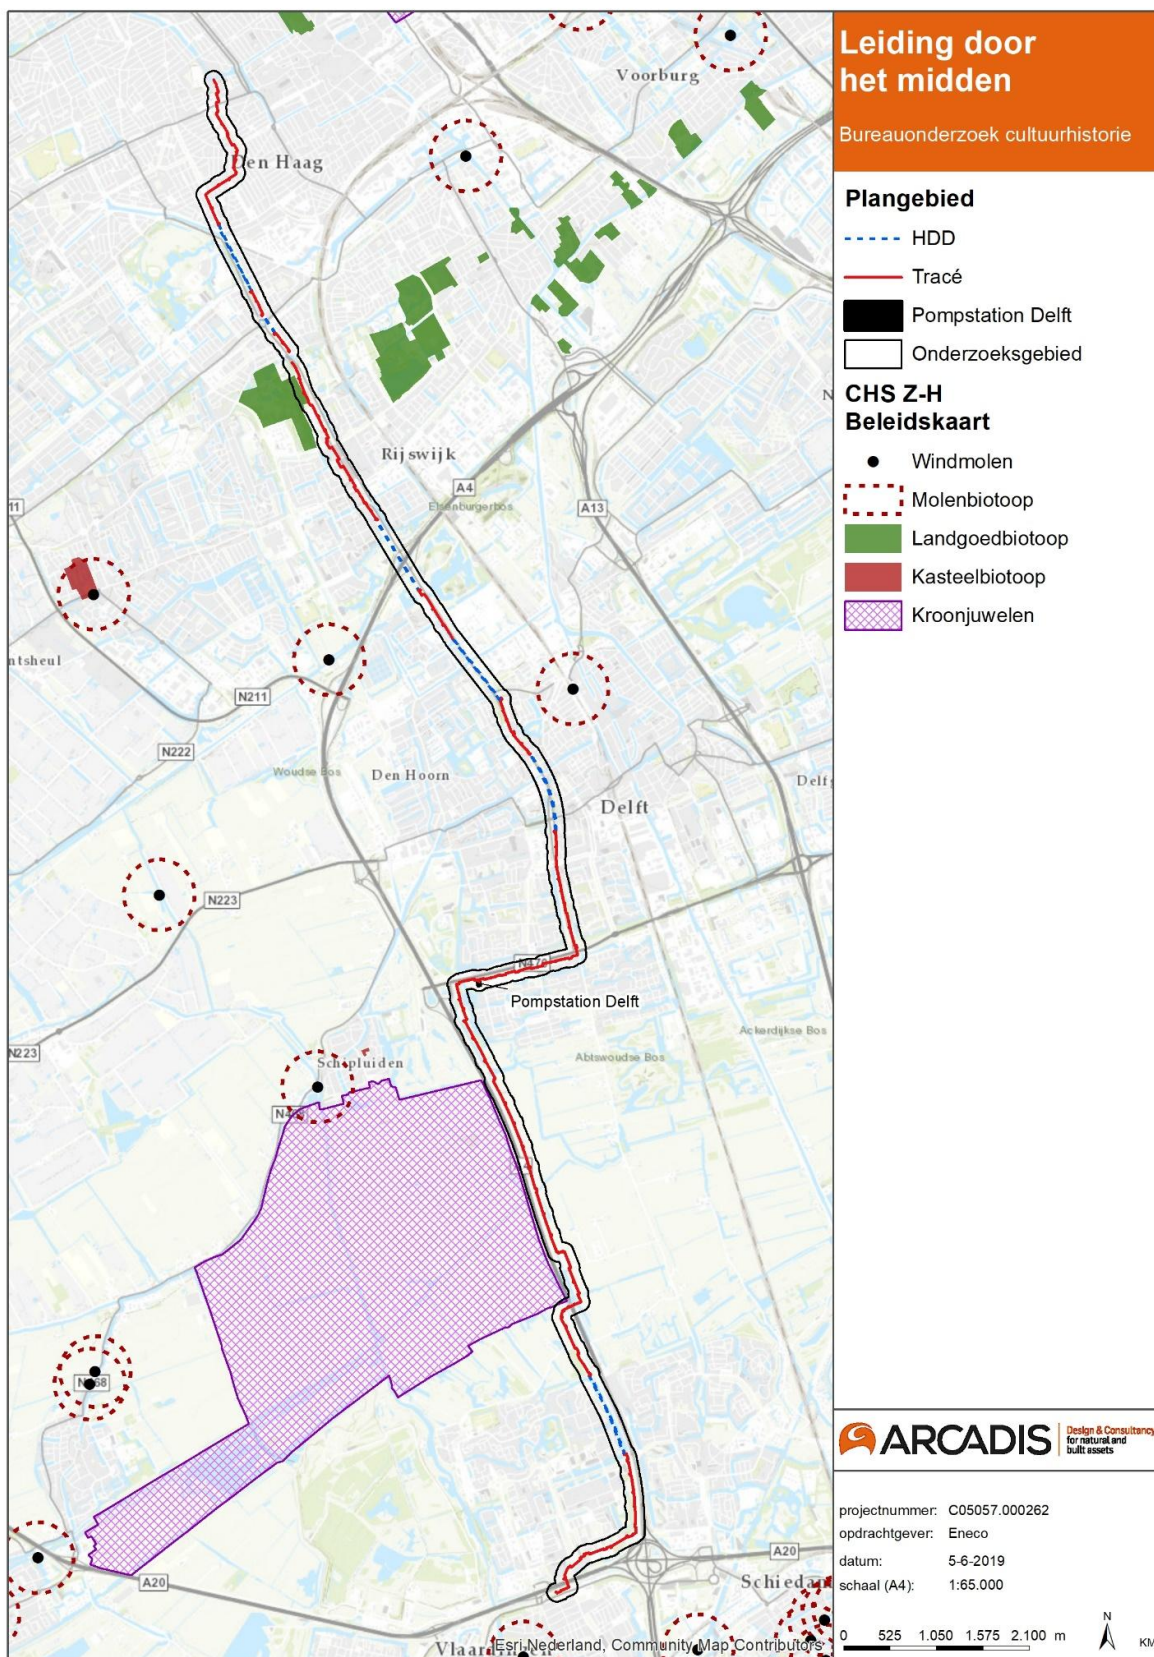 Leiding door
het midden
Bureauonderzoek cultuurhistorie
Plangebied
HDD
Tracé
Pompstation Delft
Onderzoeksgebied
CHS Z-H
Beleidskaart
Windmolen
Molenbiotoop
Landgoedbiotoop
Kasteelbiotoop
Kroonjuwelen
Voorburg
Den Haag
Rijswijk
A4
Elsenburgerbos
A13
N211
N222
Woudse Bos
Den Hoorn
Delft
N223
N470
Pompstation Delft
Ackerdijkse Bos
Abtswoudse Bos
N223
Schipluiden
A20
A20
Esri Nederland, Community Map Contributors
ARCADIS
Design & Consultancy
for natural and
built assets
projectnummer: C05057.000262
opdrachtgever: Eneco
datum: 5-6-2019
schaal (A4): 1:65.000
0 525 1.050 1.575 2.100 m
N
KM